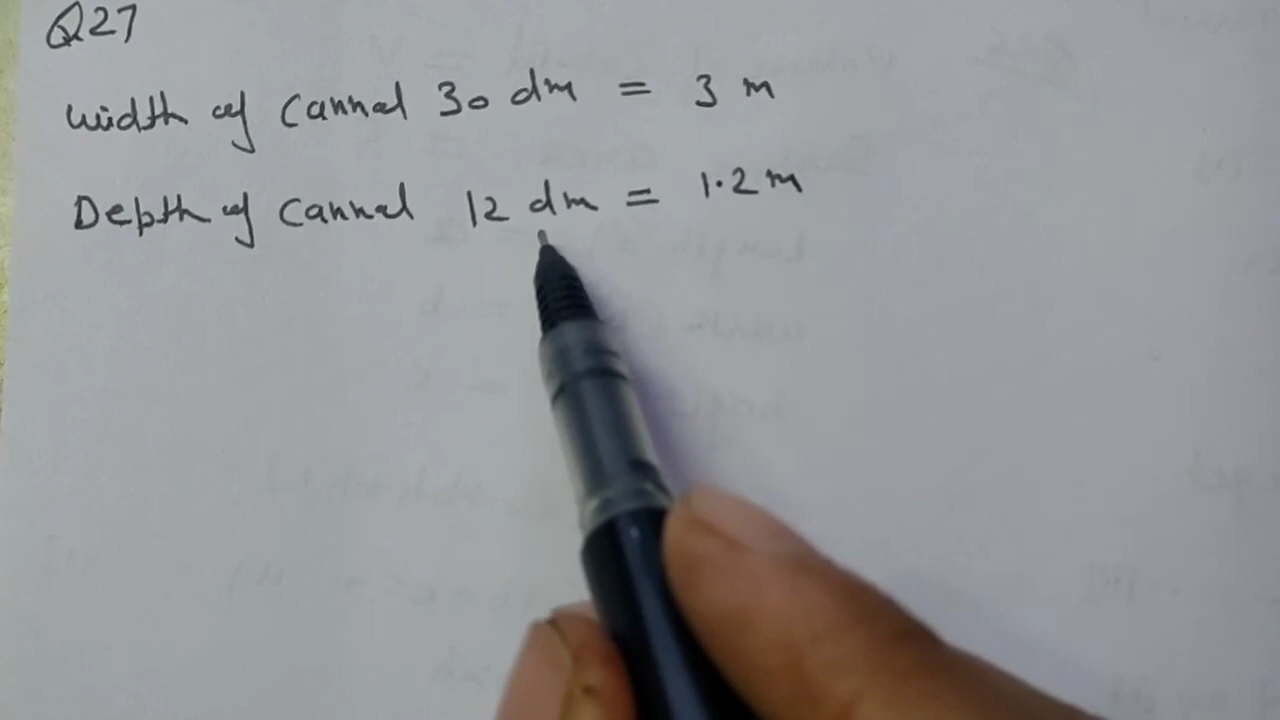 Q27
Width of Cannal 30 dm = 3 m
Depth of Cannal 12 dm = 1.2 m